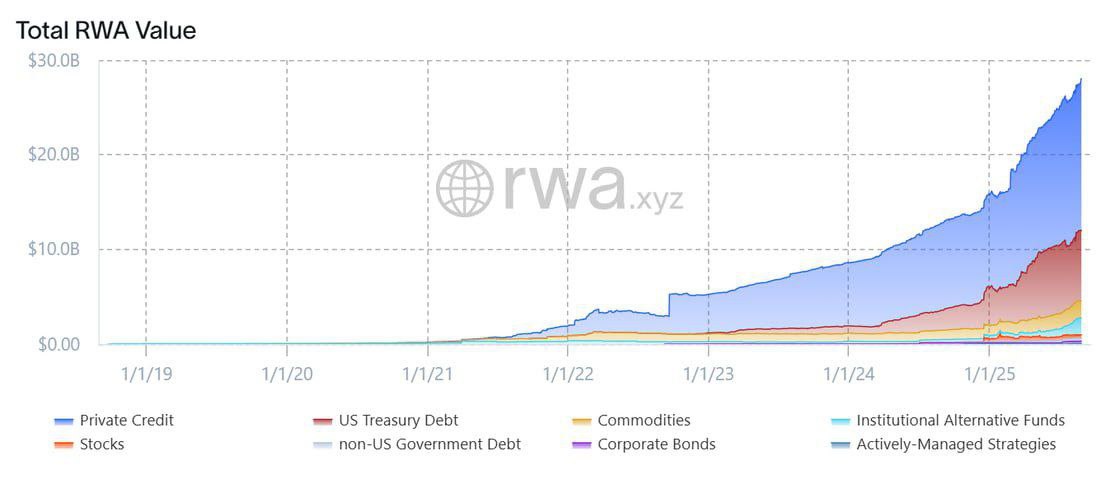 Total RWA Value
$30.0B
$20.0B
$10.0B
$0.00
rwa.xyz
1/1/19 1/1/20 1/1/21 1/1/22 1/1/23 1/1/24 1/1/25
Private Credit US Treasury Debt Commodities Institutional Alternative Funds
Stocks non-US Government Debt Corporate Bonds Actively-Managed Strategies